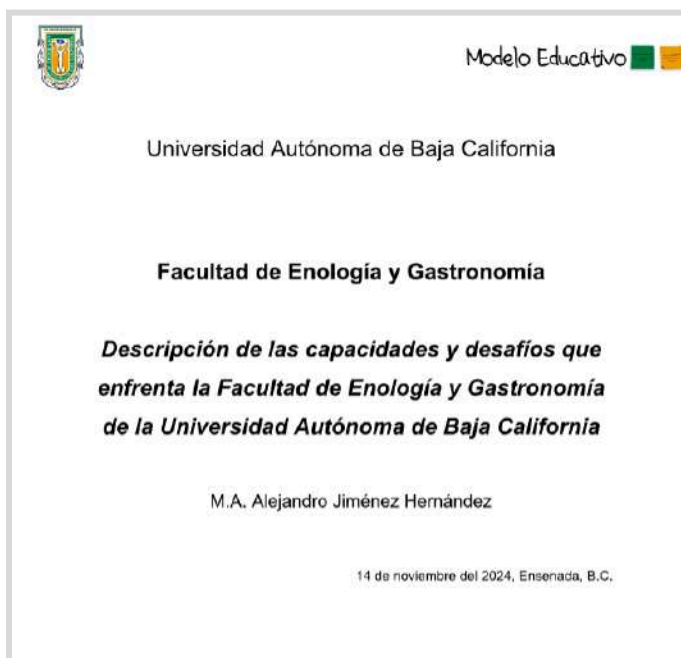 Modelo Educativo
Universidad Autónoma de Baja California
Facultad de Enología y Gastronomía
Descripción de las capacidades y desafíos que
enfrenta la Facultad de Enología y Gastronomía
de la Universidad Autónoma de Baja California
M.A. Alejandro Jiménez Hernández
14 de noviembre del 2024, Ensenada, B.C.